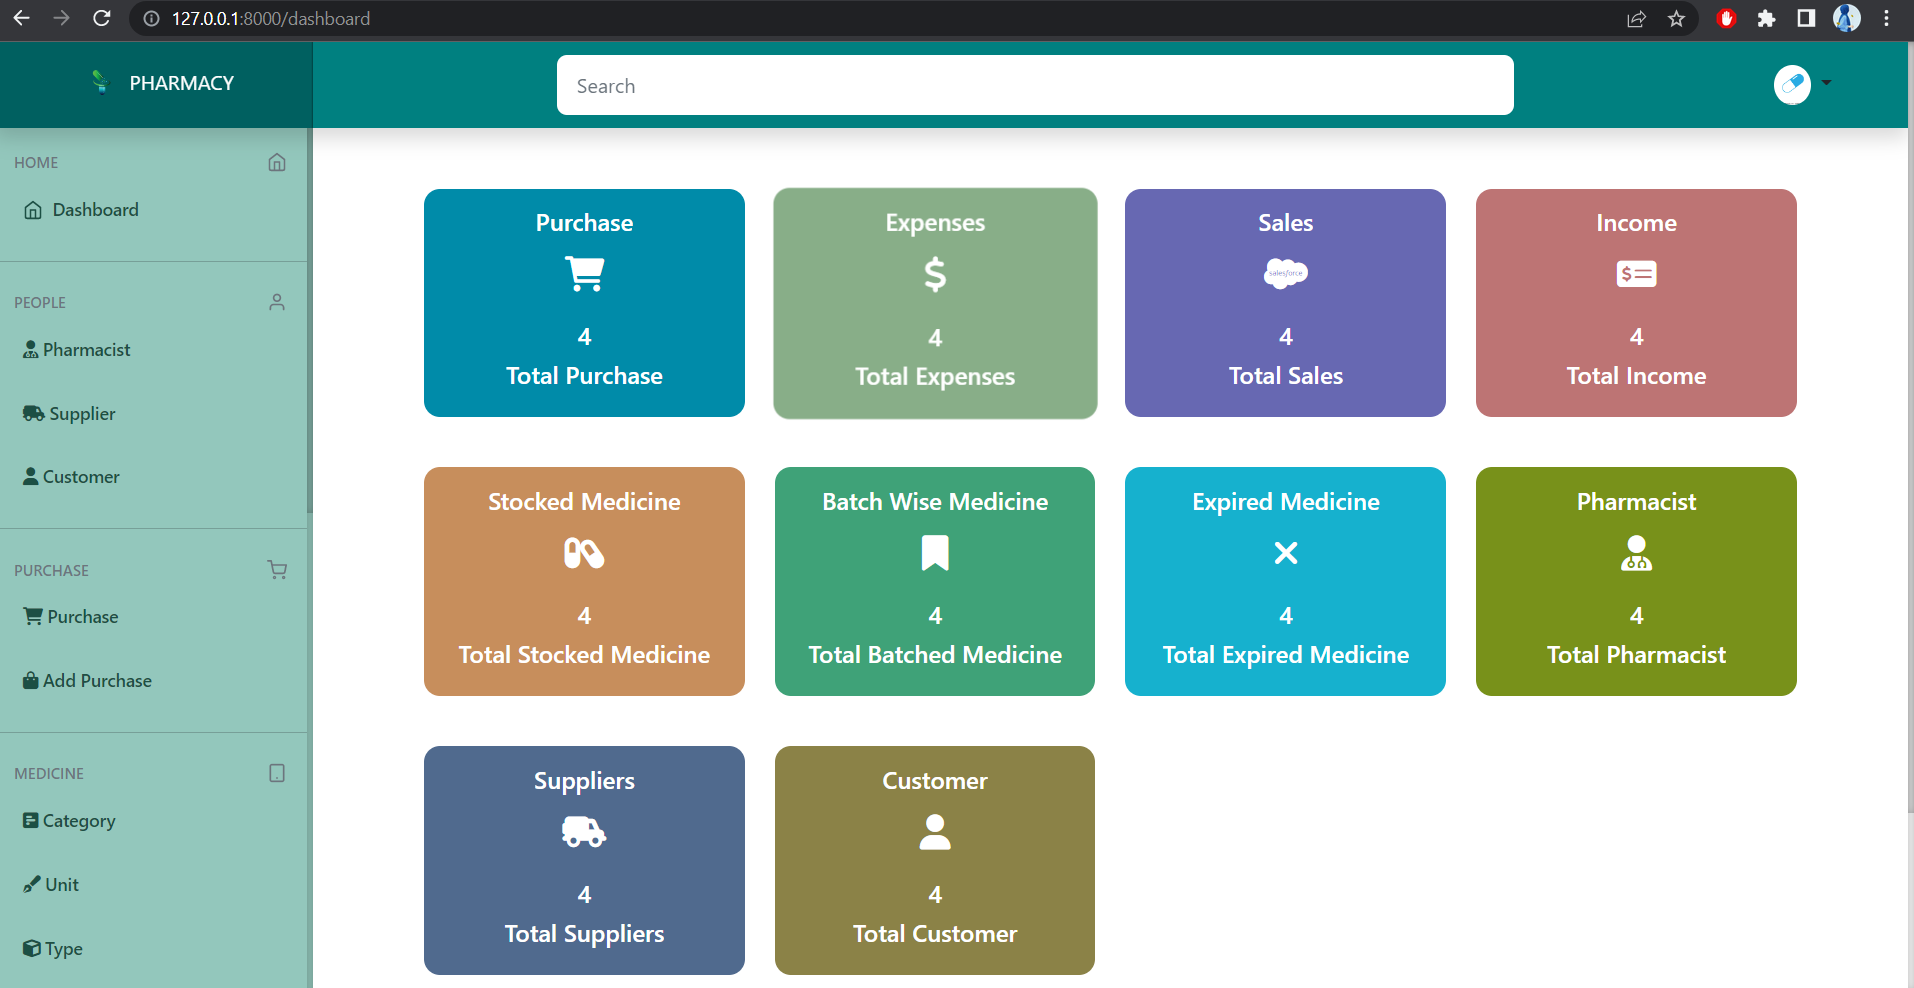 127.0.0.1:8000/dashboard
PHARMACY
Search
HOME
Dashboard
PEOPLE
Pharmacist
Supplier
Customer
PURCHASE
Purchase
Add Purchase
MEDICINE
Category
Unit
Type
Purchase
4
Total Purchase
Expenses
4
Total Expenses
Sales
salesforce
4
Total Sales
Income
4
Total Income
Stocked Medicine
4
Total Stocked Medicine
Batch Wise Medicine
4
Total Batched Medicine
Expired Medicine
4
Total Expired Medicine
Pharmacist
4
Total Pharmacist
Suppliers
4
Total Suppliers
Customer
4
Total Customer